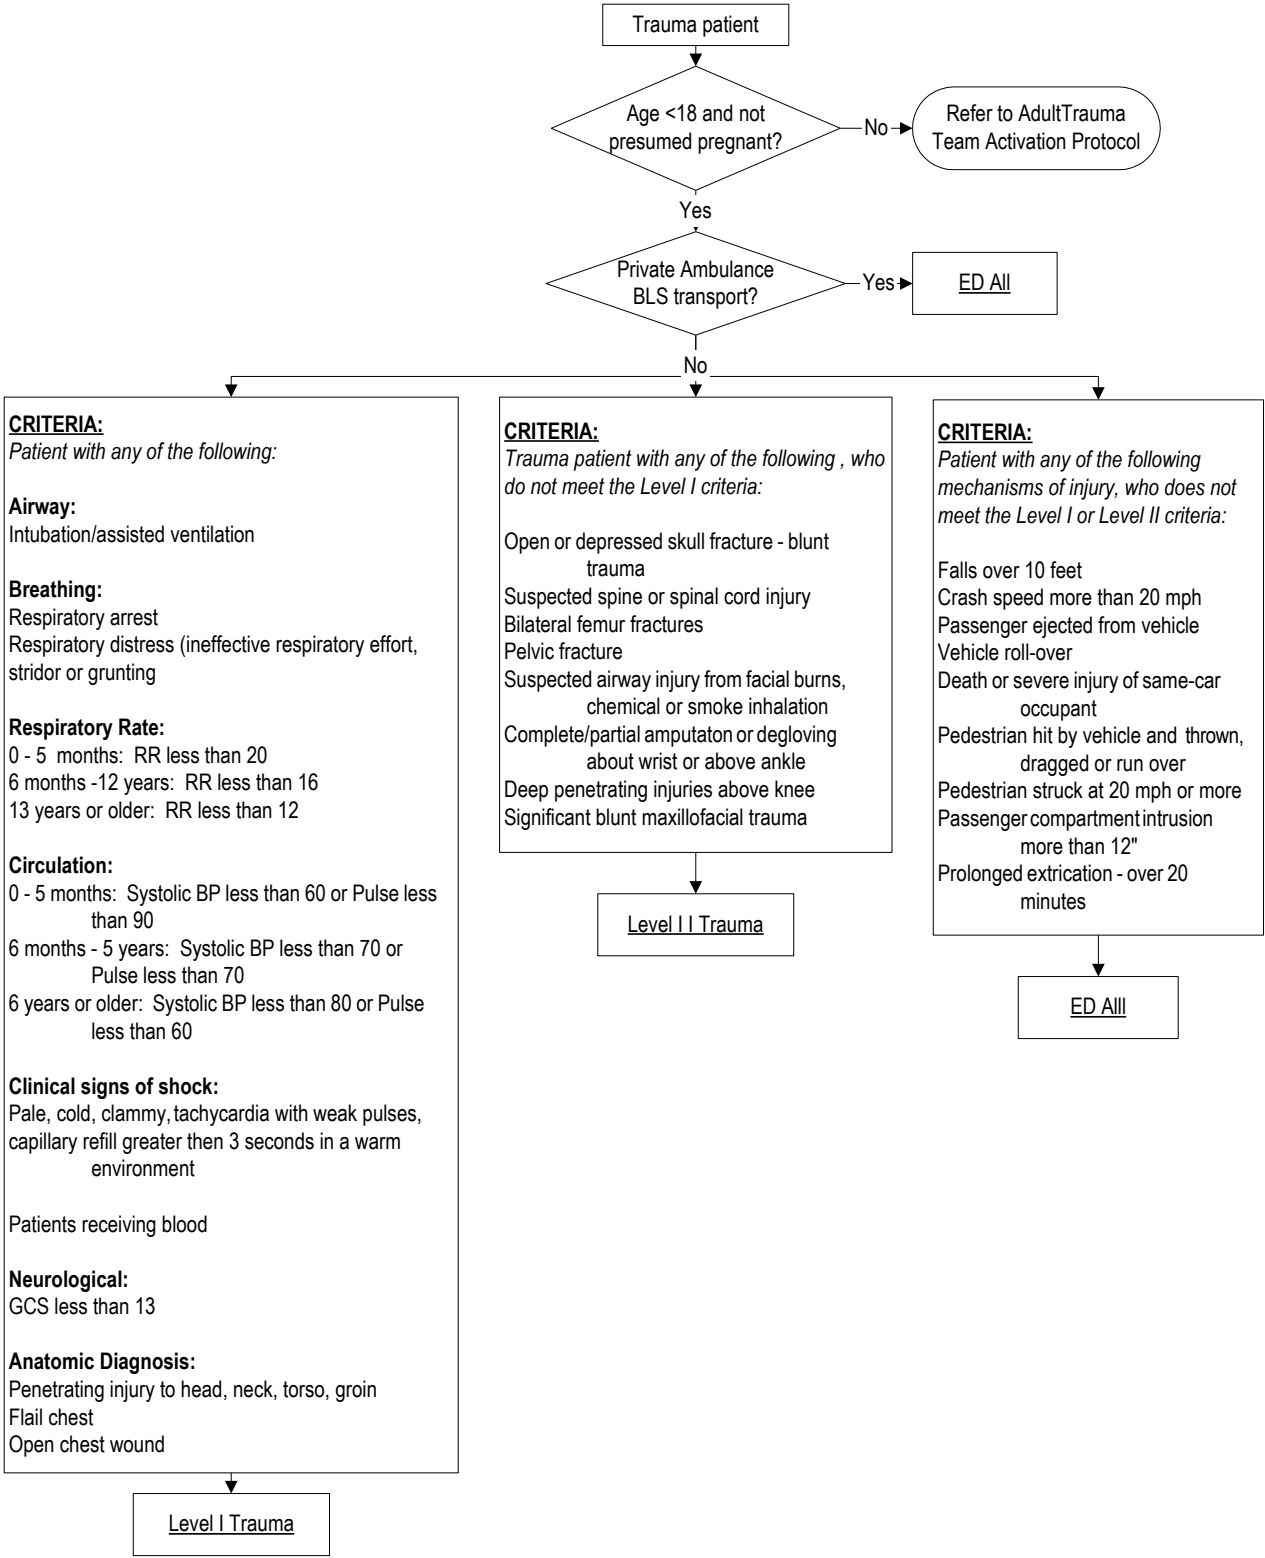 Trauma patient
Age <18 and not
presumed pregnant?
No
Refer to AdultTrauma
Team Activation Protocol
Yes
Private Ambulance
BLS transport?
Yes
ED All
No
CRITERIA:
Patient with any of the following:
Airway:
Intubation/assisted ventilation
Breathing:
Respiratory arrest
Respiratory distress (ineffective respiratory effort,
stridor or grunting
Respiratory Rate:
0 - 5 months: RR less than 20
6 months -12 years: RR less than 16
13 years or older: RR less than 12
Circulation:
0 - 5 months: Systolic BP less than 60 or Pulse less
than 90
6 months - 5 years: Systolic BP less than 70 or
Pulse less than 70
6 years or older: Systolic BP less than 80 or Pulse
less than 60
Clinical signs of shock:
Pale, cold, clammy, tachycardia with weak pulses,
capillary refill greater then 3 seconds in a warm
environment
Patients receiving blood
Neurological:
GCS less than 13
Anatomic Diagnosis:
Penetrating injury to head, neck, torso, groin
Flail chest
Open chest wound
Level I Trauma
CRITERIA:
Trauma patient with any of the following , who
do not meet the Level I criteria:
Open or depressed skull fracture - blunt
trauma
Suspected spine or spinal cord injury
Bilateral femur fractures
Pelvic fracture
Suspected airway injury from facial burns,
chemical or smoke inhalation
Complete/partial amputaton or degloving
about wrist or above ankle
Deep penetrating injuries above knee
Significant blunt maxillofacial trauma
Level I I Trauma
CRITERIA:
Patient with any of the following
mechanisms of injury, who does not
meet the Level I or Level II criteria:
Falls over 10 feet
Crash speed more than 20 mph
Passenger ejected from vehicle
Vehicle roll-over
Death or severe injury of same-car
occupant
Pedestrian hit by vehicle and thrown,
dragged or run over
Pedestrian struck at 20 mph or more
Passenger compartment intrusion
more than 12"
Prolonged extrication - over 20
minutes
ED Alll